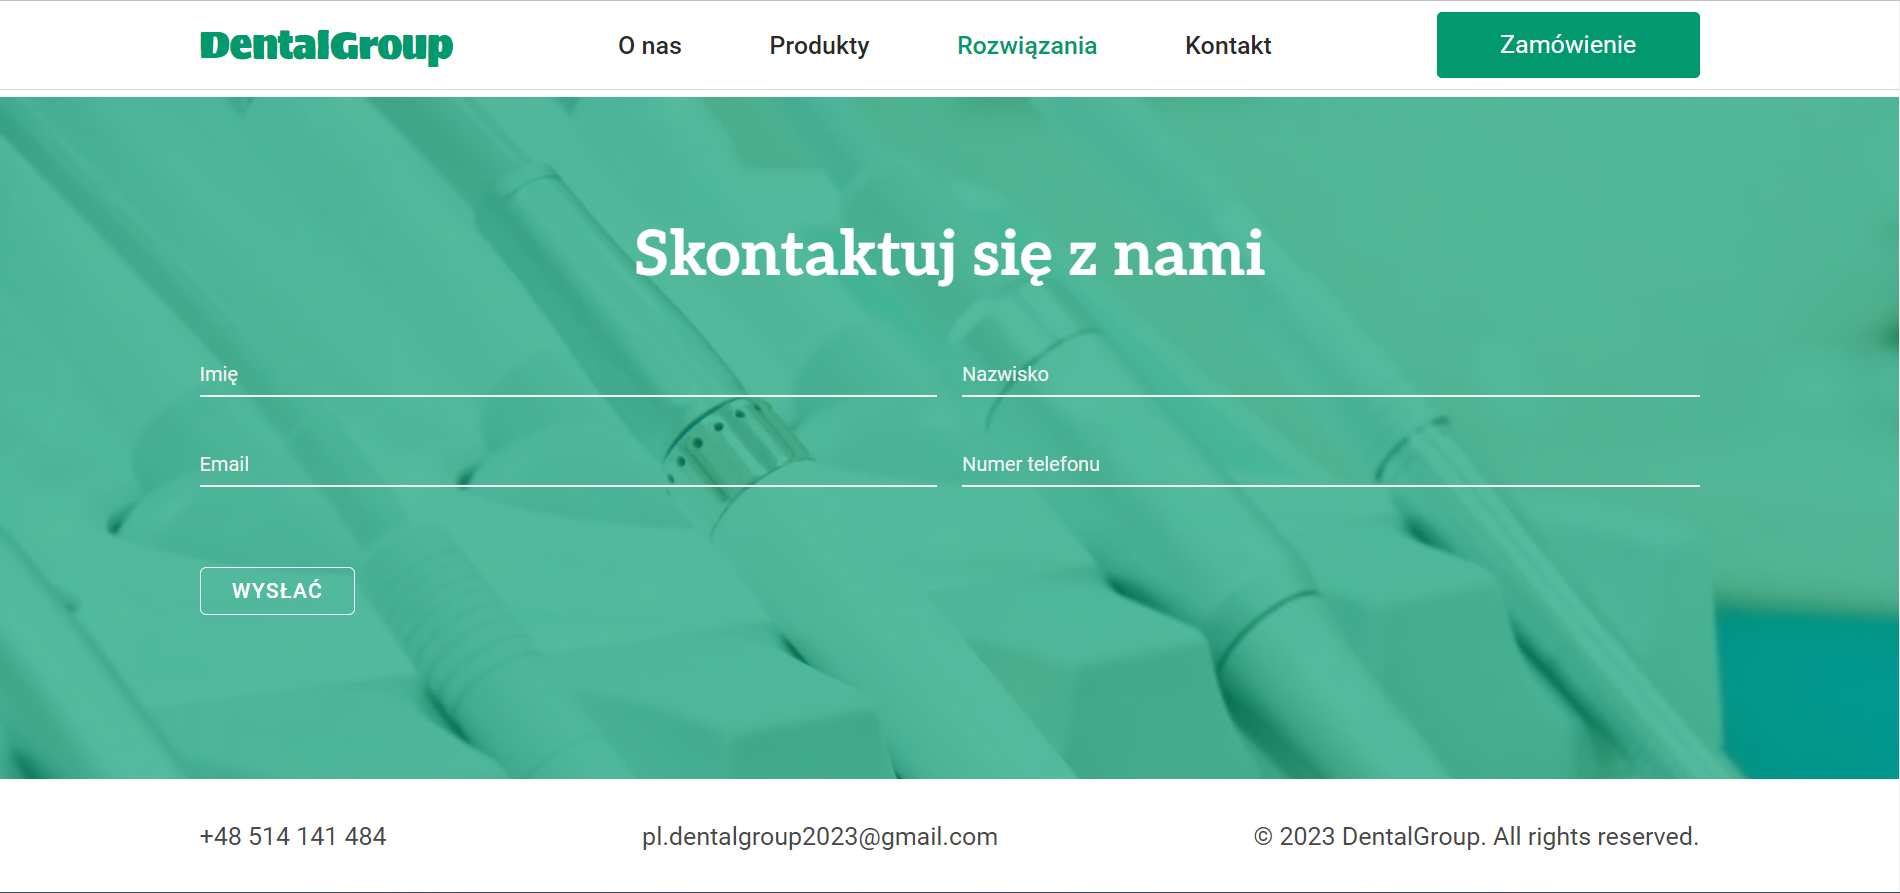 DentalGroup
O nas
Produkty
Rozwiązania
Kontakt
Zamówienie
Skontaktuj się z nami
Imię
Nazwisko
Email
Numer telefonu
WYSŁAĆ
+48 514 141 484
pl.dentalgroup2023@gmail.com
© 2023 DentalGroup. All rights reserved.